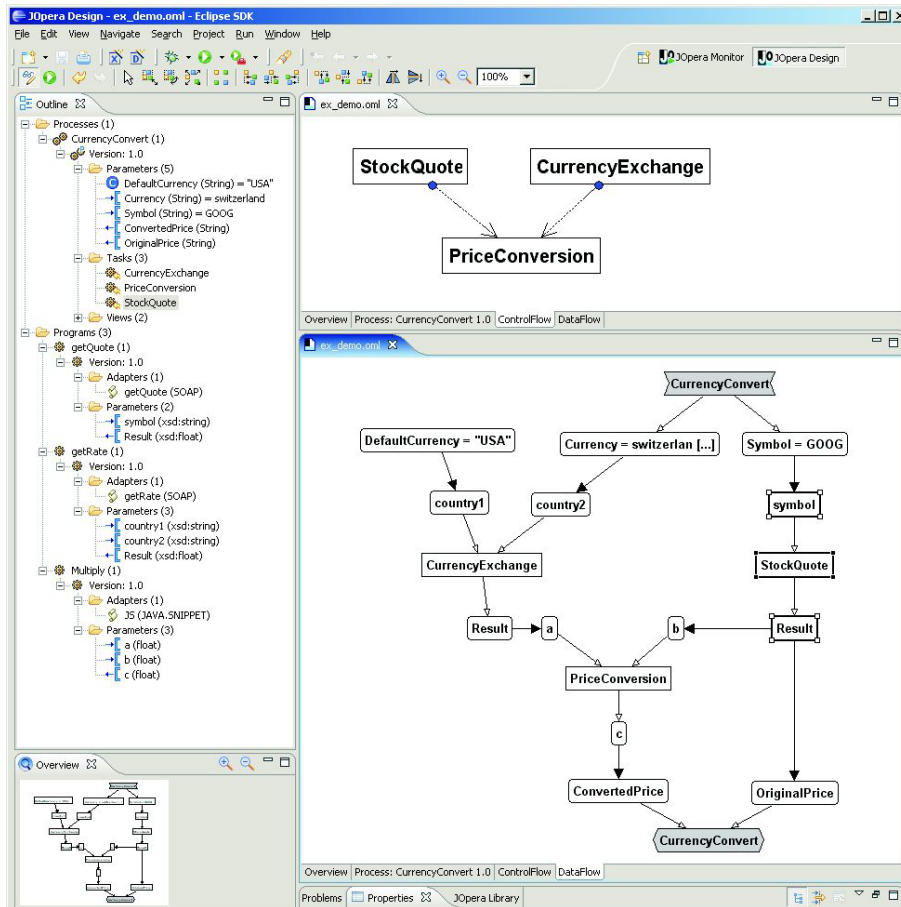 JOpera Design - ex_demo.oml - Eclipse SDK
File Edit View Navigate Search Project Run Window Help
JOpera Monitor JOpera Design
100%
Outline
Processes (1)
CurrencyConvert (1)
Version: 1.0
Parameters (5)
DefaultCurrency (String) = "USA"
Currency (String) = switzerland
Symbol (String) = GOOG
ConvertedPrice (String)
OriginalPrice (String)
Tasks (3)
CurrencyExchange
PriceConversion
StockQuote
Views (2)
Programs (3)
getQuote (1)
Version: 1.0
Adapters (1)
getQuote (SOAP)
Parameters (2)
symbol (xsd:string)
Result (xsd:float)
getRate (1)
Version: 1.0
Adapters (1)
getRate (SOAP)
Parameters (3)
country1 (xsd:string)
country2 (xsd:string)
Result (xsd:float)
Multiply (1)
Version: 1.0
Adapters (1)
JS (JAVA.SNIPPET)
Parameters (3)
a (float)
b (float)
c (float)
Overview
ex_demo.oml
StockQuote CurrencyExchange
PriceConversion
Overview Process: CurrencyConvert 1.0 ControlFlow DataFlow
ex_demo.oml
CurrencyConvert
DefaultCurrency = "USA" Currency = switzerlan [...] Symbol = GOOG
country1 country2 symbol
CurrencyExchange StockQuote
Result a b Result
PriceConversion
c
ConvertedPrice OriginalPrice
CurrencyConvert
Overview Process: CurrencyConvert 1.0 ControlFlow DataFlow
Problems Properties JOpera Library